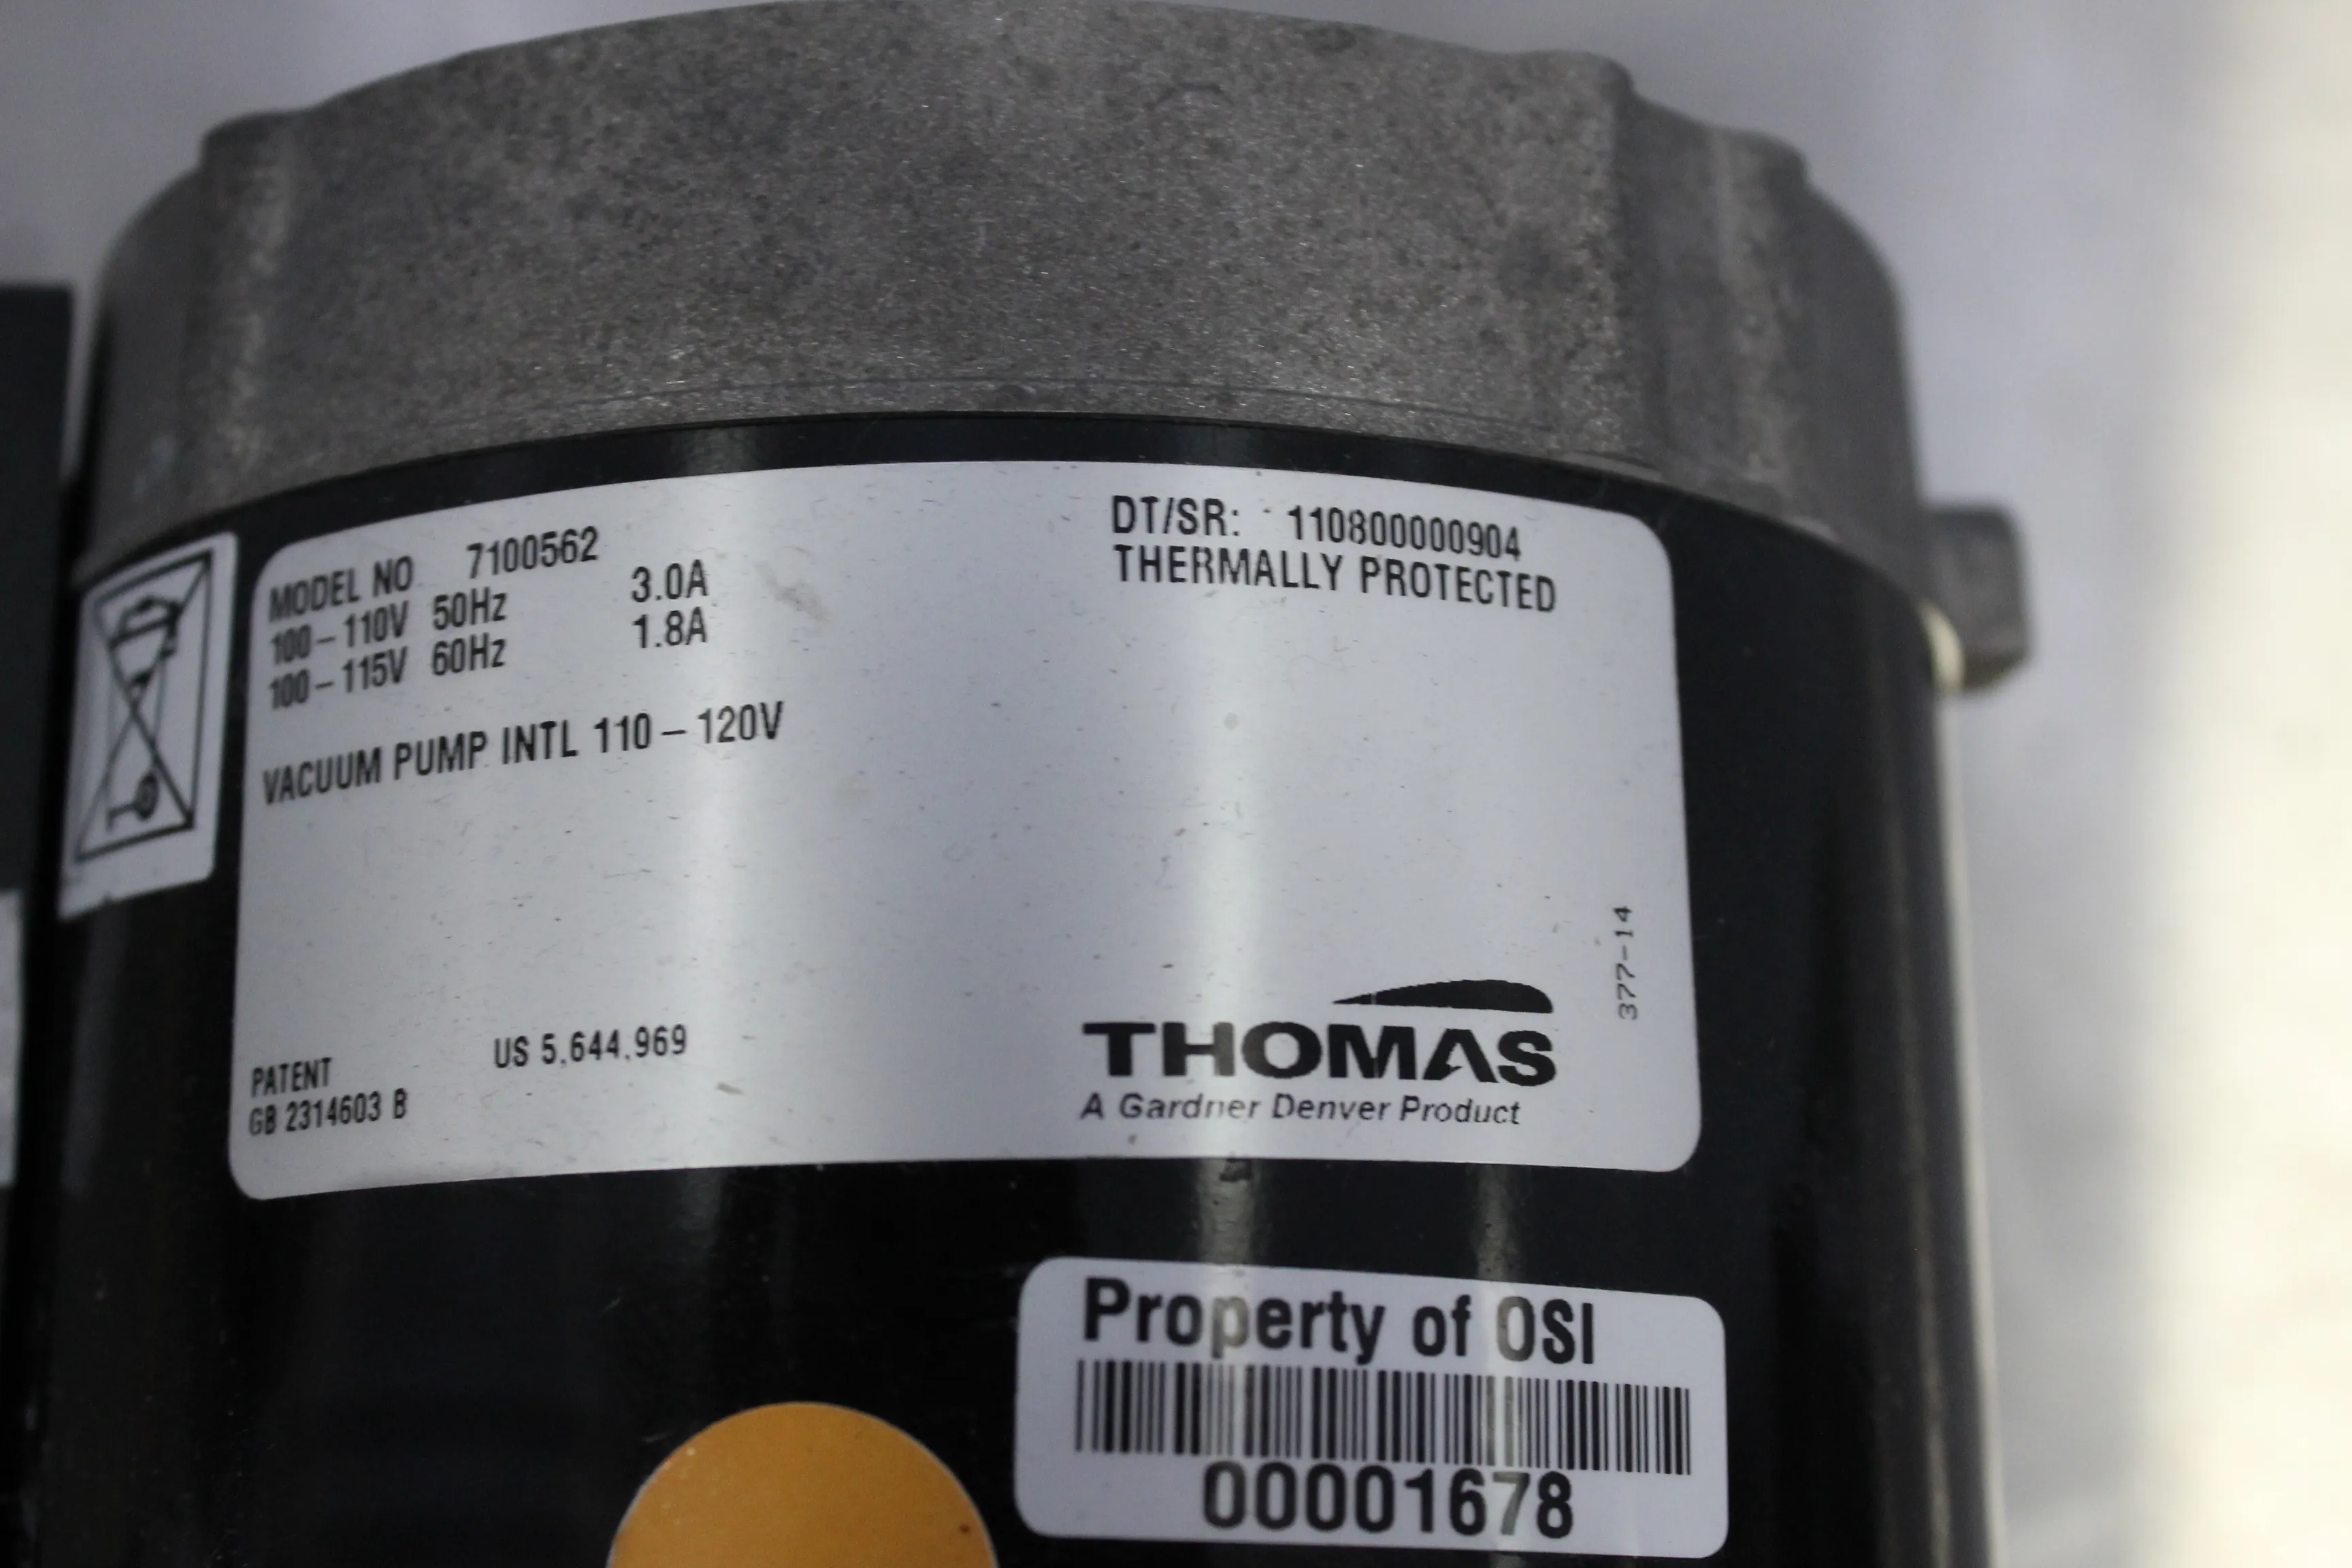 MODEL NO 7100562
100-110V 50Hz 3.0A
100-115V 60Hz 1.8A
VACUUM PUMP INTL 110-120V
DT/SR: 110800000904
THERMALLY PROTECTED
PATENT US 5,644,969
GB 2314603 B
377-14
THOMAS
A Gardner Denver Product
Property of OSI
00001678